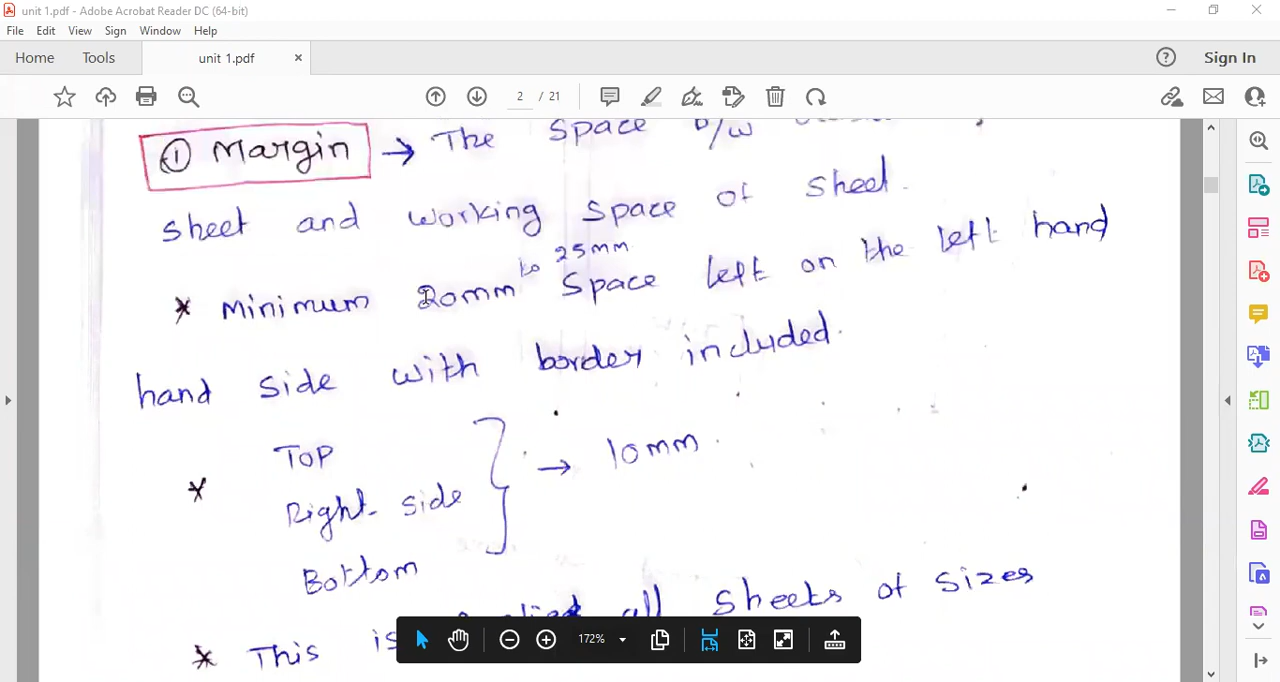 unit 1.pdf - Adobe Acrobat Reader DC (64-bit)
File Edit View Sign Window Help
Home Tools unit 1.pdf × Sign In
2 / 21
① Margin → The space b/w
sheet and working space of sheet.
to 25mm
* Minimum 20mm space left on the left hand
hand side with border included.
Top
* Right side } → 10mm
Bottom
* This is all sheets of sizes
172%